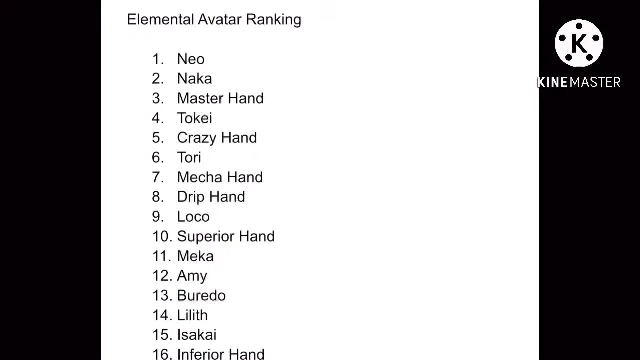 Elemental Avatar Ranking
1. Neo
2. Naka
3. Master Hand
4. Tokei
5. Crazy Hand
6. Tori
7. Mecha Hand
8. Drip Hand
9. Loco
10. Superior Hand
11. Meka
12. Amy
13. Buredo
14. Lilith
15. Isakai
16. Inferior Hand
K
KINEMASTER